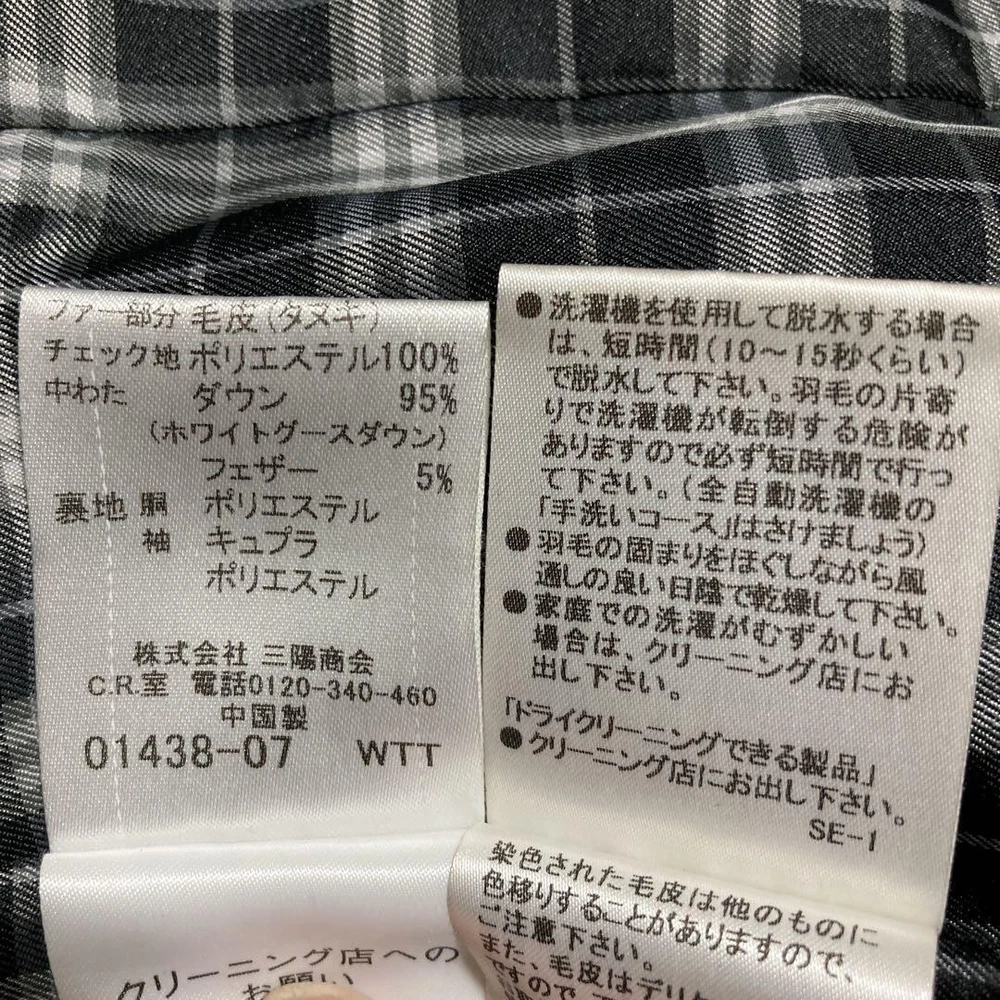 ファー部分 毛皮(タヌキ)
チェック地 ポリエステル100%
中わた ダウン 95%
(ホワイトグースダウン)
フェザー 5%
裏地 胴 ポリエステル
袖 キュプラ
ポリエステル
株式会社 三陽商会
C.R.室 電話0120-340-460
中国製
01438-07 WTT
●洗濯機を使用して脱水する場合
は、短時間(10～15秒くらい)
で脱水して下さい。羽毛の片寄
りで洗濯機が転倒する危険が
ありますので必ず短時間で行っ
て下さい。(全自動洗濯機の
「手洗いコース」はさけましょう)
●羽毛の固まりをほぐしながら風
通しの良い日陰で乾燥して下さい。
●家庭での洗濯がむずかしい
場合は、クリーニング店にお
出し下さい。
「ドライクリーニングできる製品」
●クリーニング店にお出し下さい。
SE-1
クリーニング店への
お願い
染色された毛皮は他のものに
色移りすることがありますので、
ご注意下さい。
また、毛皮はデリ
ですので